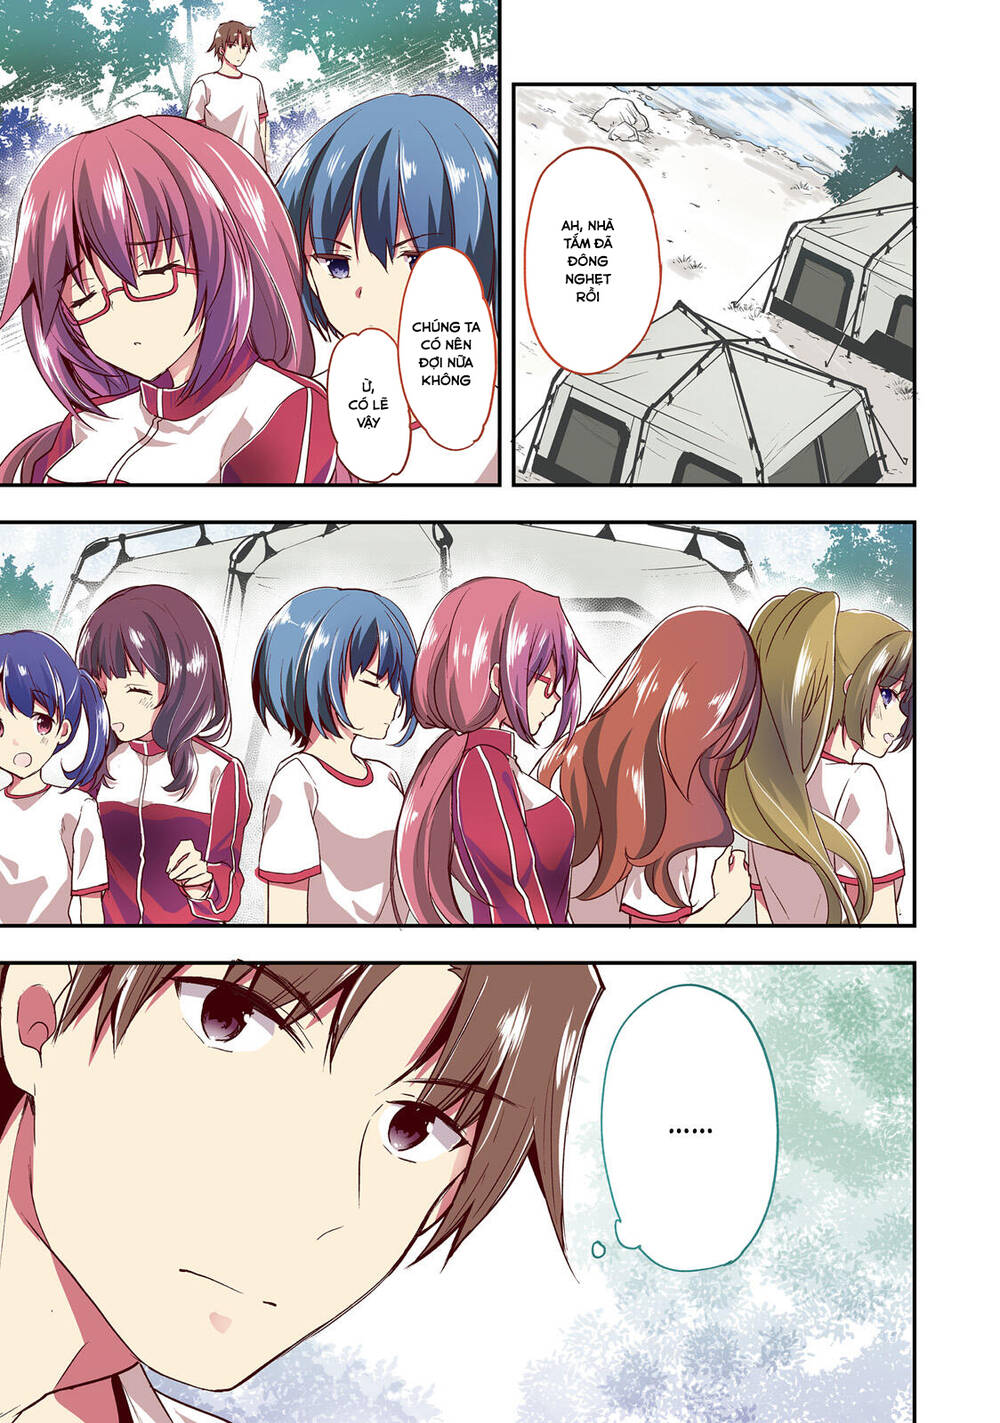 AH, NHÀ
TẮM ĐÃ
ĐÔNG
NGHẸT
RỒI
CHÚNG TA
CÓ NÊN
ĐỢI NỮA
KHÔNG
Ừ,
CÓ LẼ
VẬY
......